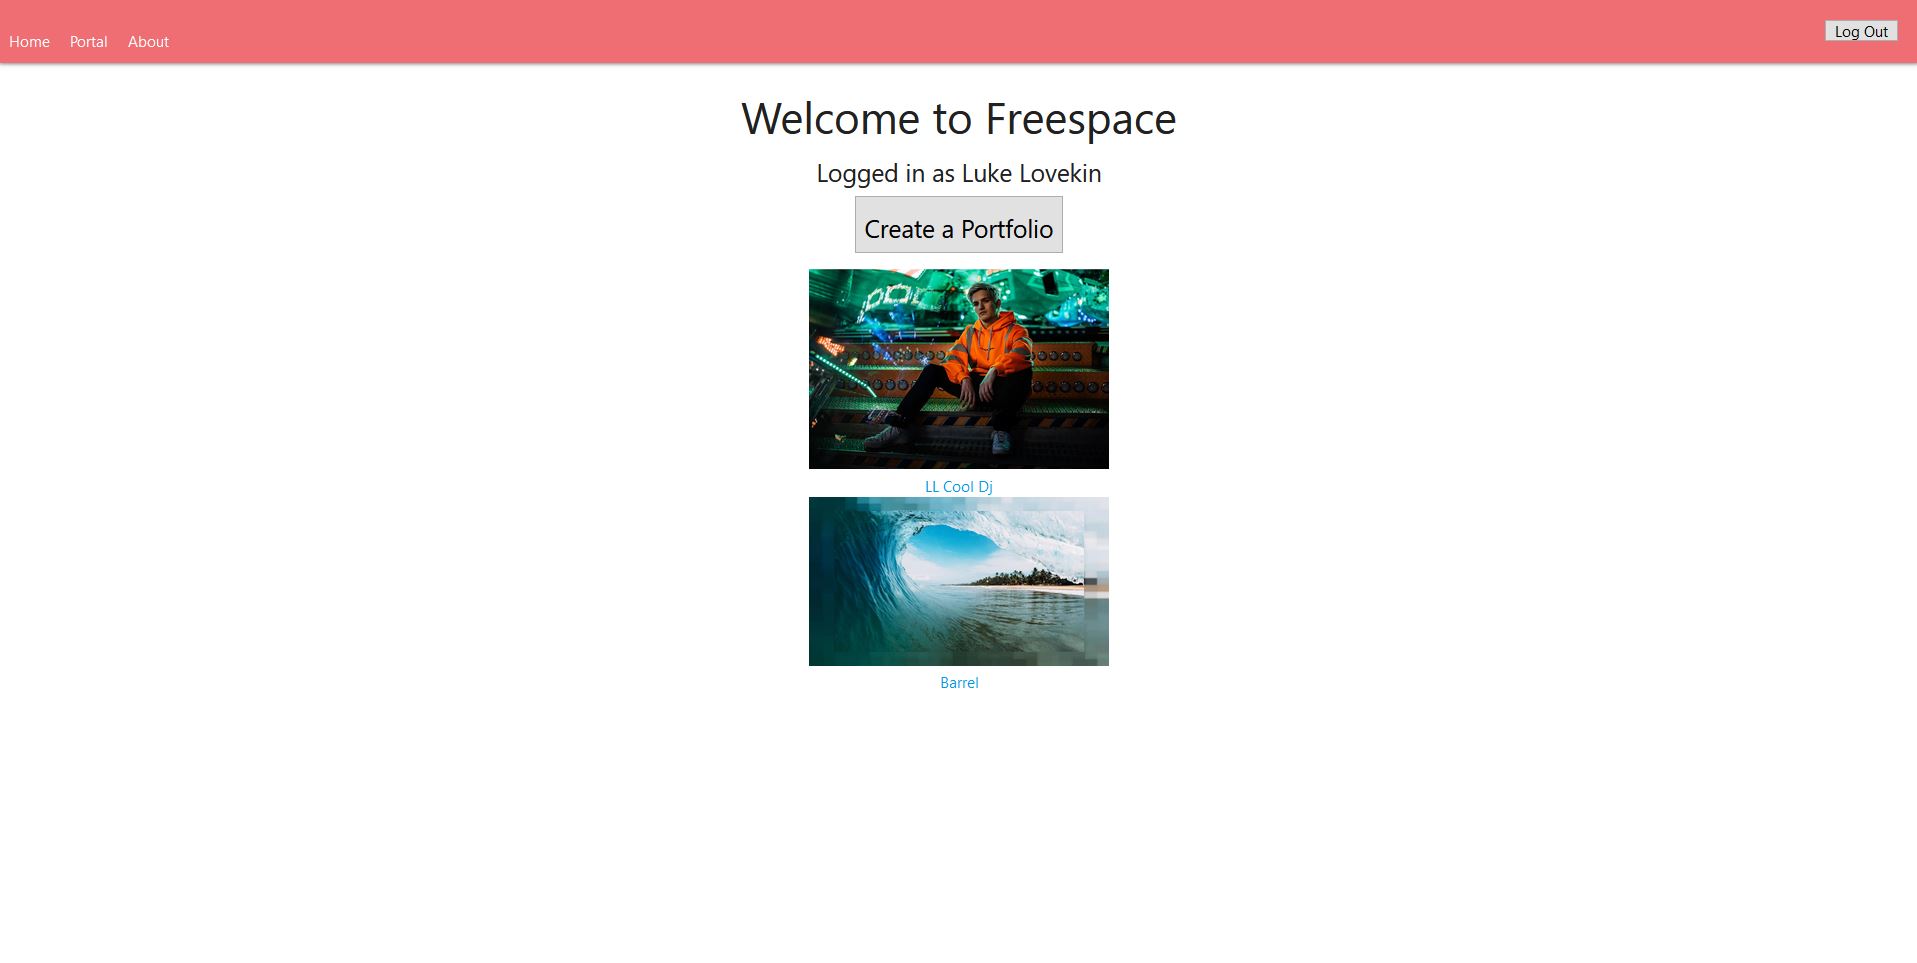 Home Portal About Log Out
Welcome to Freespace
Logged in as Luke Lovekin
Create a Portfolio
LL Cool Dj
Barrel